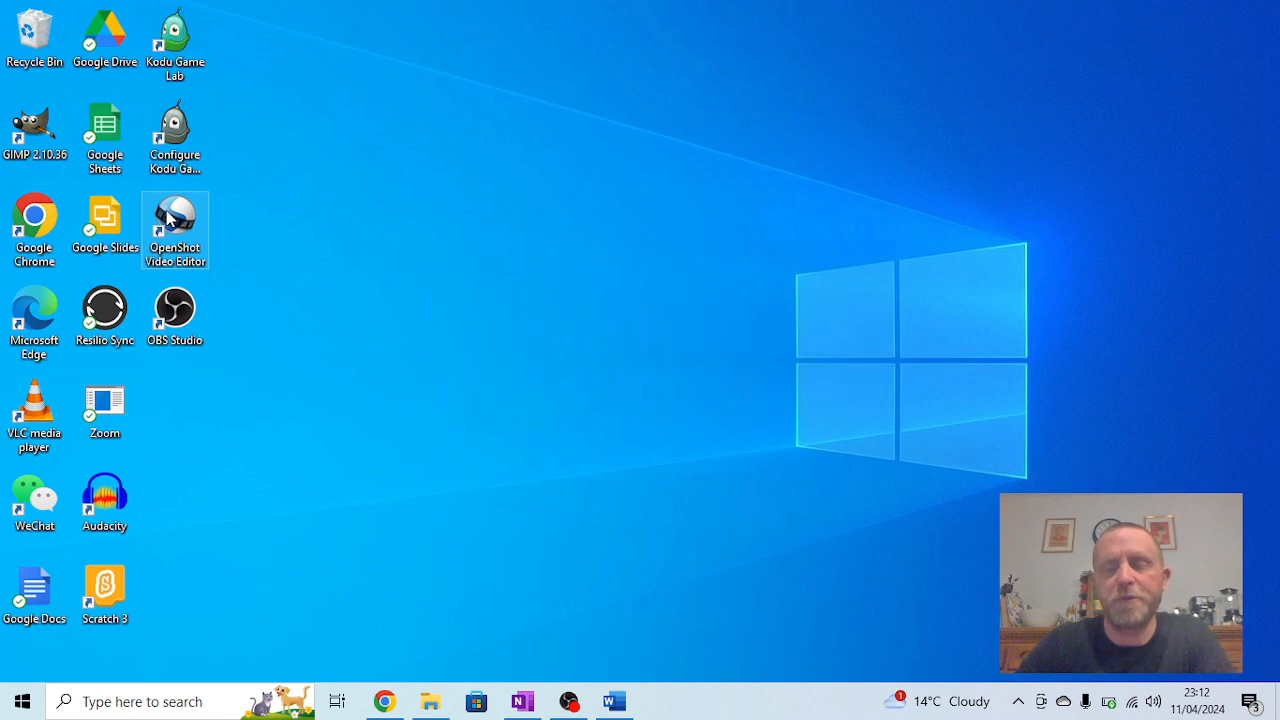 Recycle Bin
Google Drive
Kodu Game
Lab
GIMP 2.10.36
Google
Sheets
Configure
Kodu Ga...
Google
Chrome
Google Slides
OpenShot
Video Editor
Microsoft
Edge
Resilio Sync
OBS Studio
VLC media
player
Zoom
WeChat
Audacity
Google Docs
Scratch 3
Type here to search
N
W
1
14°C Cloudy
23:12
11/04/2024
3